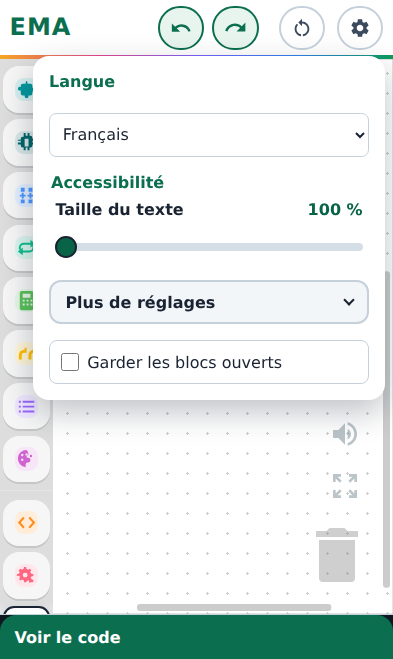 EMA
Langue
Français
Accessibilité
Taille du texte 100 %
Plus de réglages
Garder les blocs ouverts
Voir le code